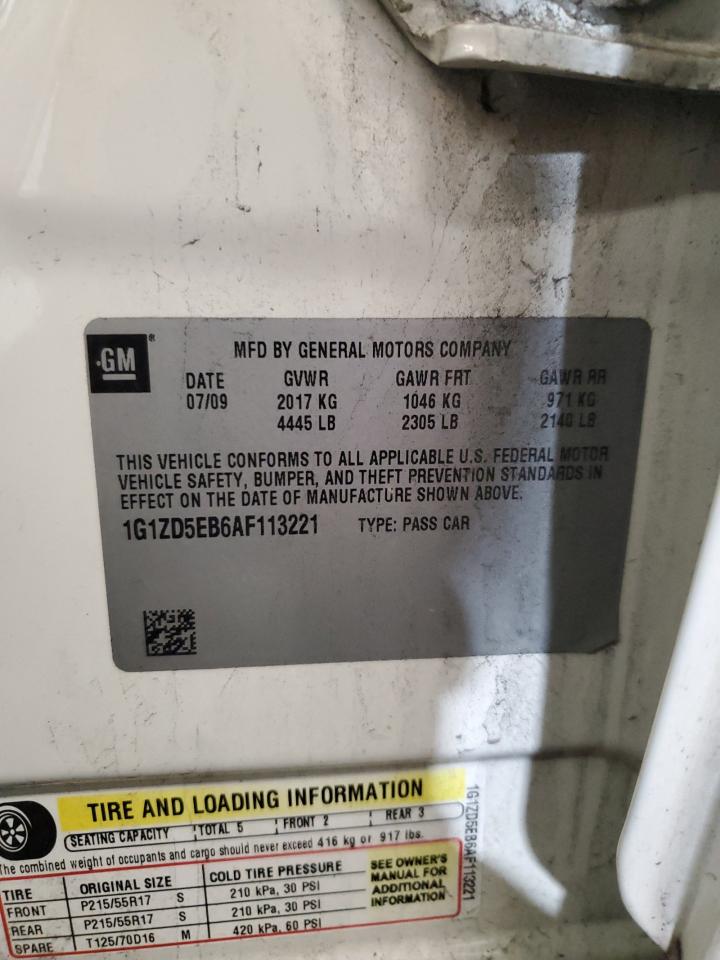 GM®
MFD BY GENERAL MOTORS COMPANY
DATE GVWR GAWR FRT GAWR RR
07/09 2017 KG 1046 KG 971 KG
4445 LB 2305 LB 2140 LB
THIS VEHICLE CONFORMS TO ALL APPLICABLE U.S. FEDERAL MOTOR
VEHICLE SAFETY, BUMPER, AND THEFT PREVENTION STANDARDS IN
EFFECT ON THE DATE OF MANUFACTURE SHOWN ABOVE.
1G1ZD5EB6AF113221 TYPE: PASS CAR
TIRE AND LOADING INFORMATION
SEATING CAPACITY TOTAL 5 FRONT 2 REAR 3
The combined weight of occupants and cargo should never exceed 416 kg or 917 lbs.
TIRE ORIGINAL SIZE COLD TIRE PRESSURE
FRONT P215/55R17 S 210 kPa, 30 PSI
REAR P215/55R17 S 210 kPa, 30 PSI
SPARE T125/70D16 M 420 kPa, 60 PSI
SEE OWNER'S
MANUAL FOR
ADDITIONAL
INFORMATION
1G1ZD5EB6AF113221